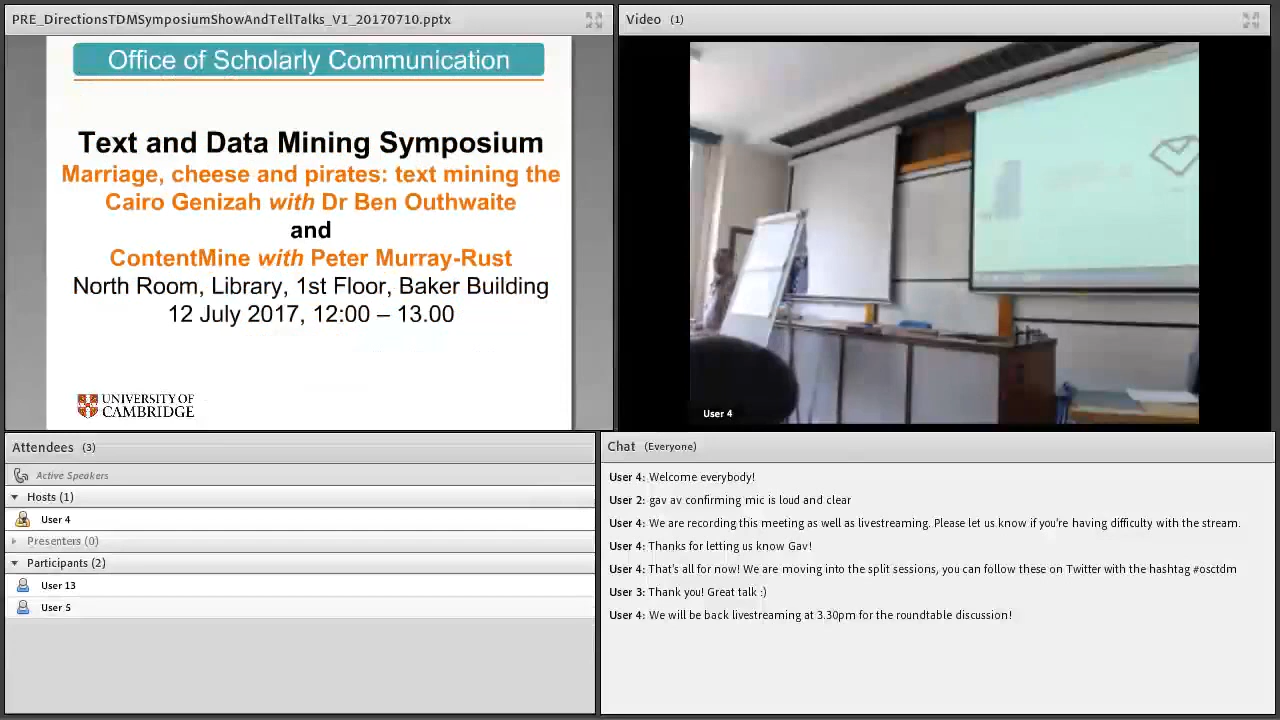 PRE_DirectionsTDMSymposiumShowAndTellTalks_V1_20170710.pptx
Office of Scholarly Communication
Text and Data Mining Symposium
Marriage, cheese and pirates: text mining the
Cairo Genizah with Dr Ben Outhwaite
and
ContentMine with Peter Murray-Rust
North Room, Library, 1st Floor, Baker Building
12 July 2017, 12:00 – 13.00
UNIVERSITY OF
CAMBRIDGE
Video (1)
User 4
Attendees (3)
Active Speakers
Hosts (1)
User 4
Presenters (0)
Participants (2)
User 13
User 5
Chat (Everyone)
User 4: Welcome everybody!
User 2: gav av confirming mic is loud and clear
User 4: We are recording this meeting as well as livestreaming. Please let us know if you're having difficulty with the stream.
User 4: Thanks for letting us know Gav!
User 4: That's all for now! We are moving into the split sessions, you can follow these on Twitter with the hashtag #osctdm
User 3: Thank you! Great talk :)
User 4: We will be back livestreaming at 3.30pm for the roundtable discussion!